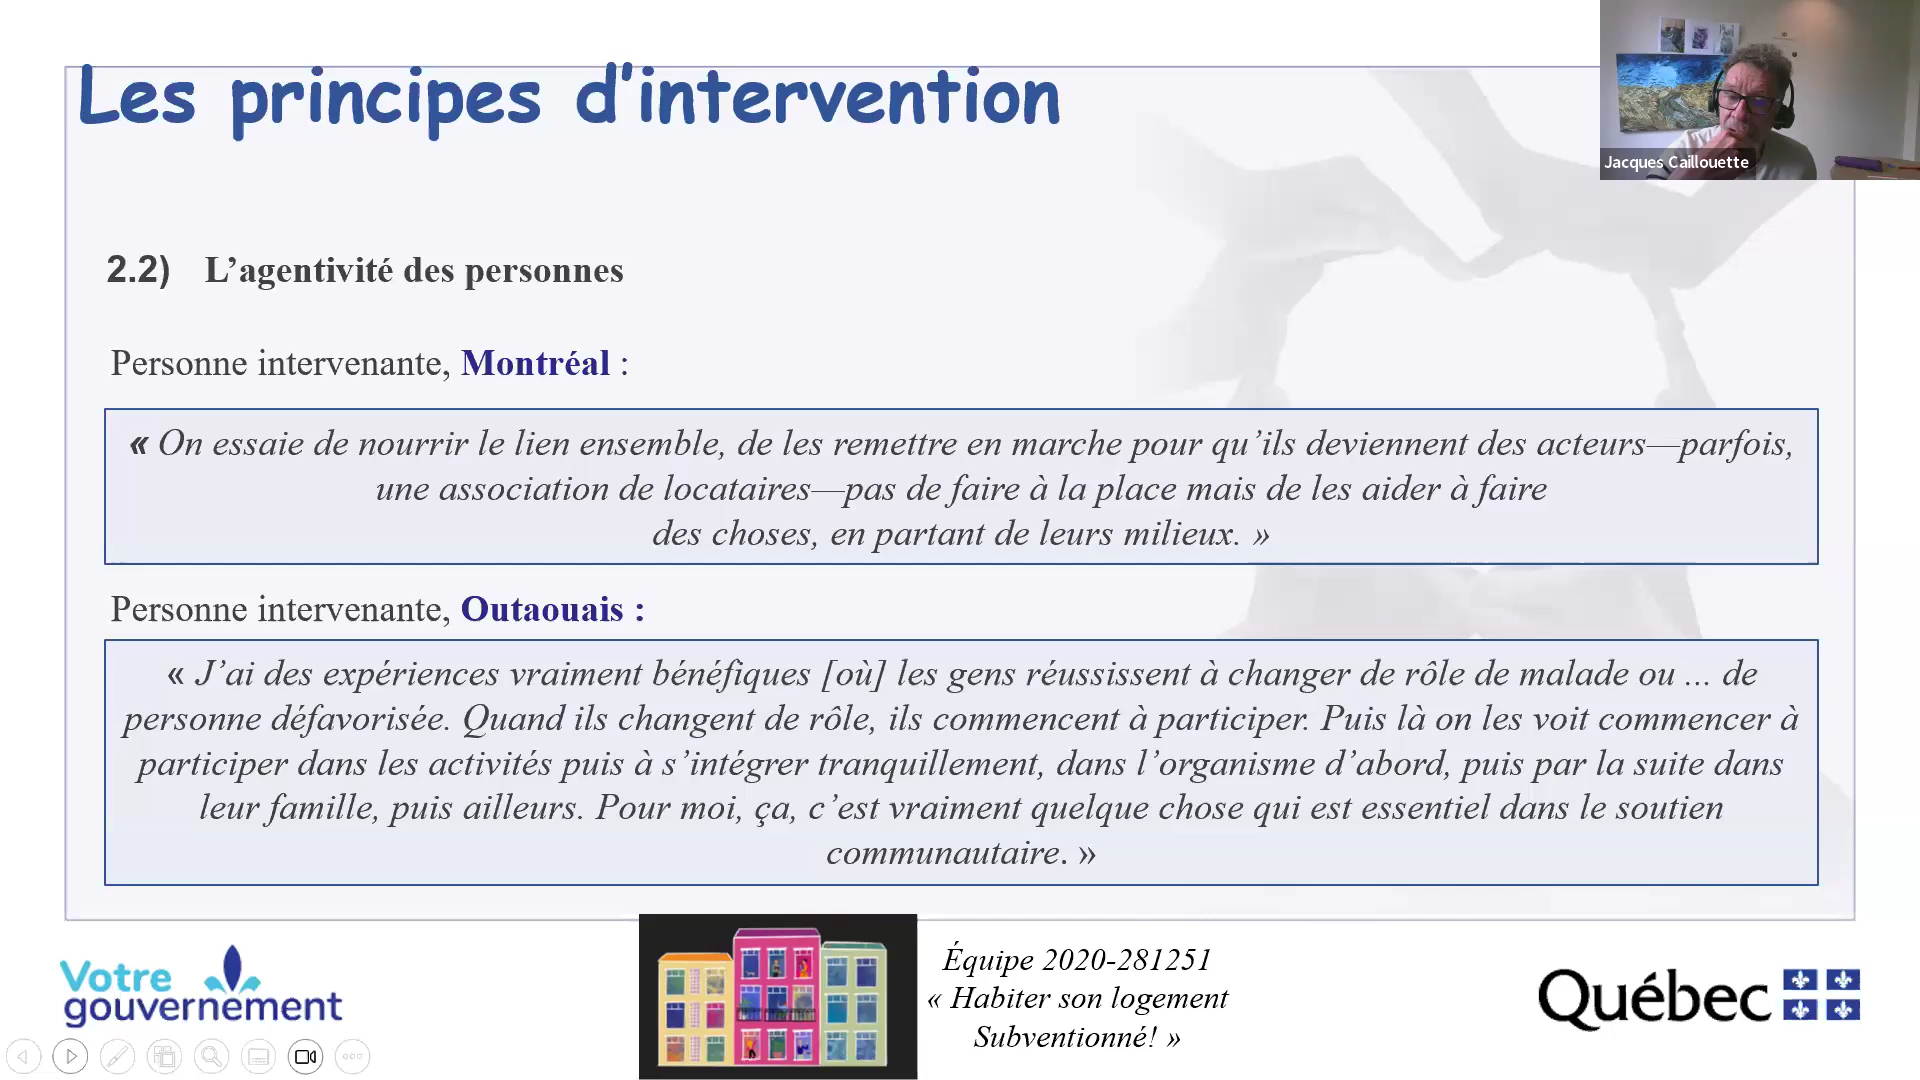 Les principes d’intervention
Jacques Caillouette
2.2) L’agentivité des personnes
Personne intervenante, Montréal :
« On essaie de nourrir le lien ensemble, de les remettre en marche pour qu’ils deviennent des acteurs—parfois,
une association de locataires—pas de faire à la place mais de les aider à faire
des choses, en partant de leurs milieux. »
Personne intervenante, Outaouais :
« J’ai des expériences vraiment bénéfiques [où] les gens réussissent à changer de rôle de malade ou ... de
personne défavorisée. Quand ils changent de rôle, ils commencent à participer. Puis là on les voit commencer à
participer dans les activités puis à s’intégrer tranquillement, dans l’organisme d’abord, puis par la suite dans
leur famille, puis ailleurs. Pour moi, ça, c’est vraiment quelque chose qui est essentiel dans le soutien
communautaire. »
Votre
gouvernement
Équipe 2020-281251
« Habiter son logement
Subventionné! »
Québec